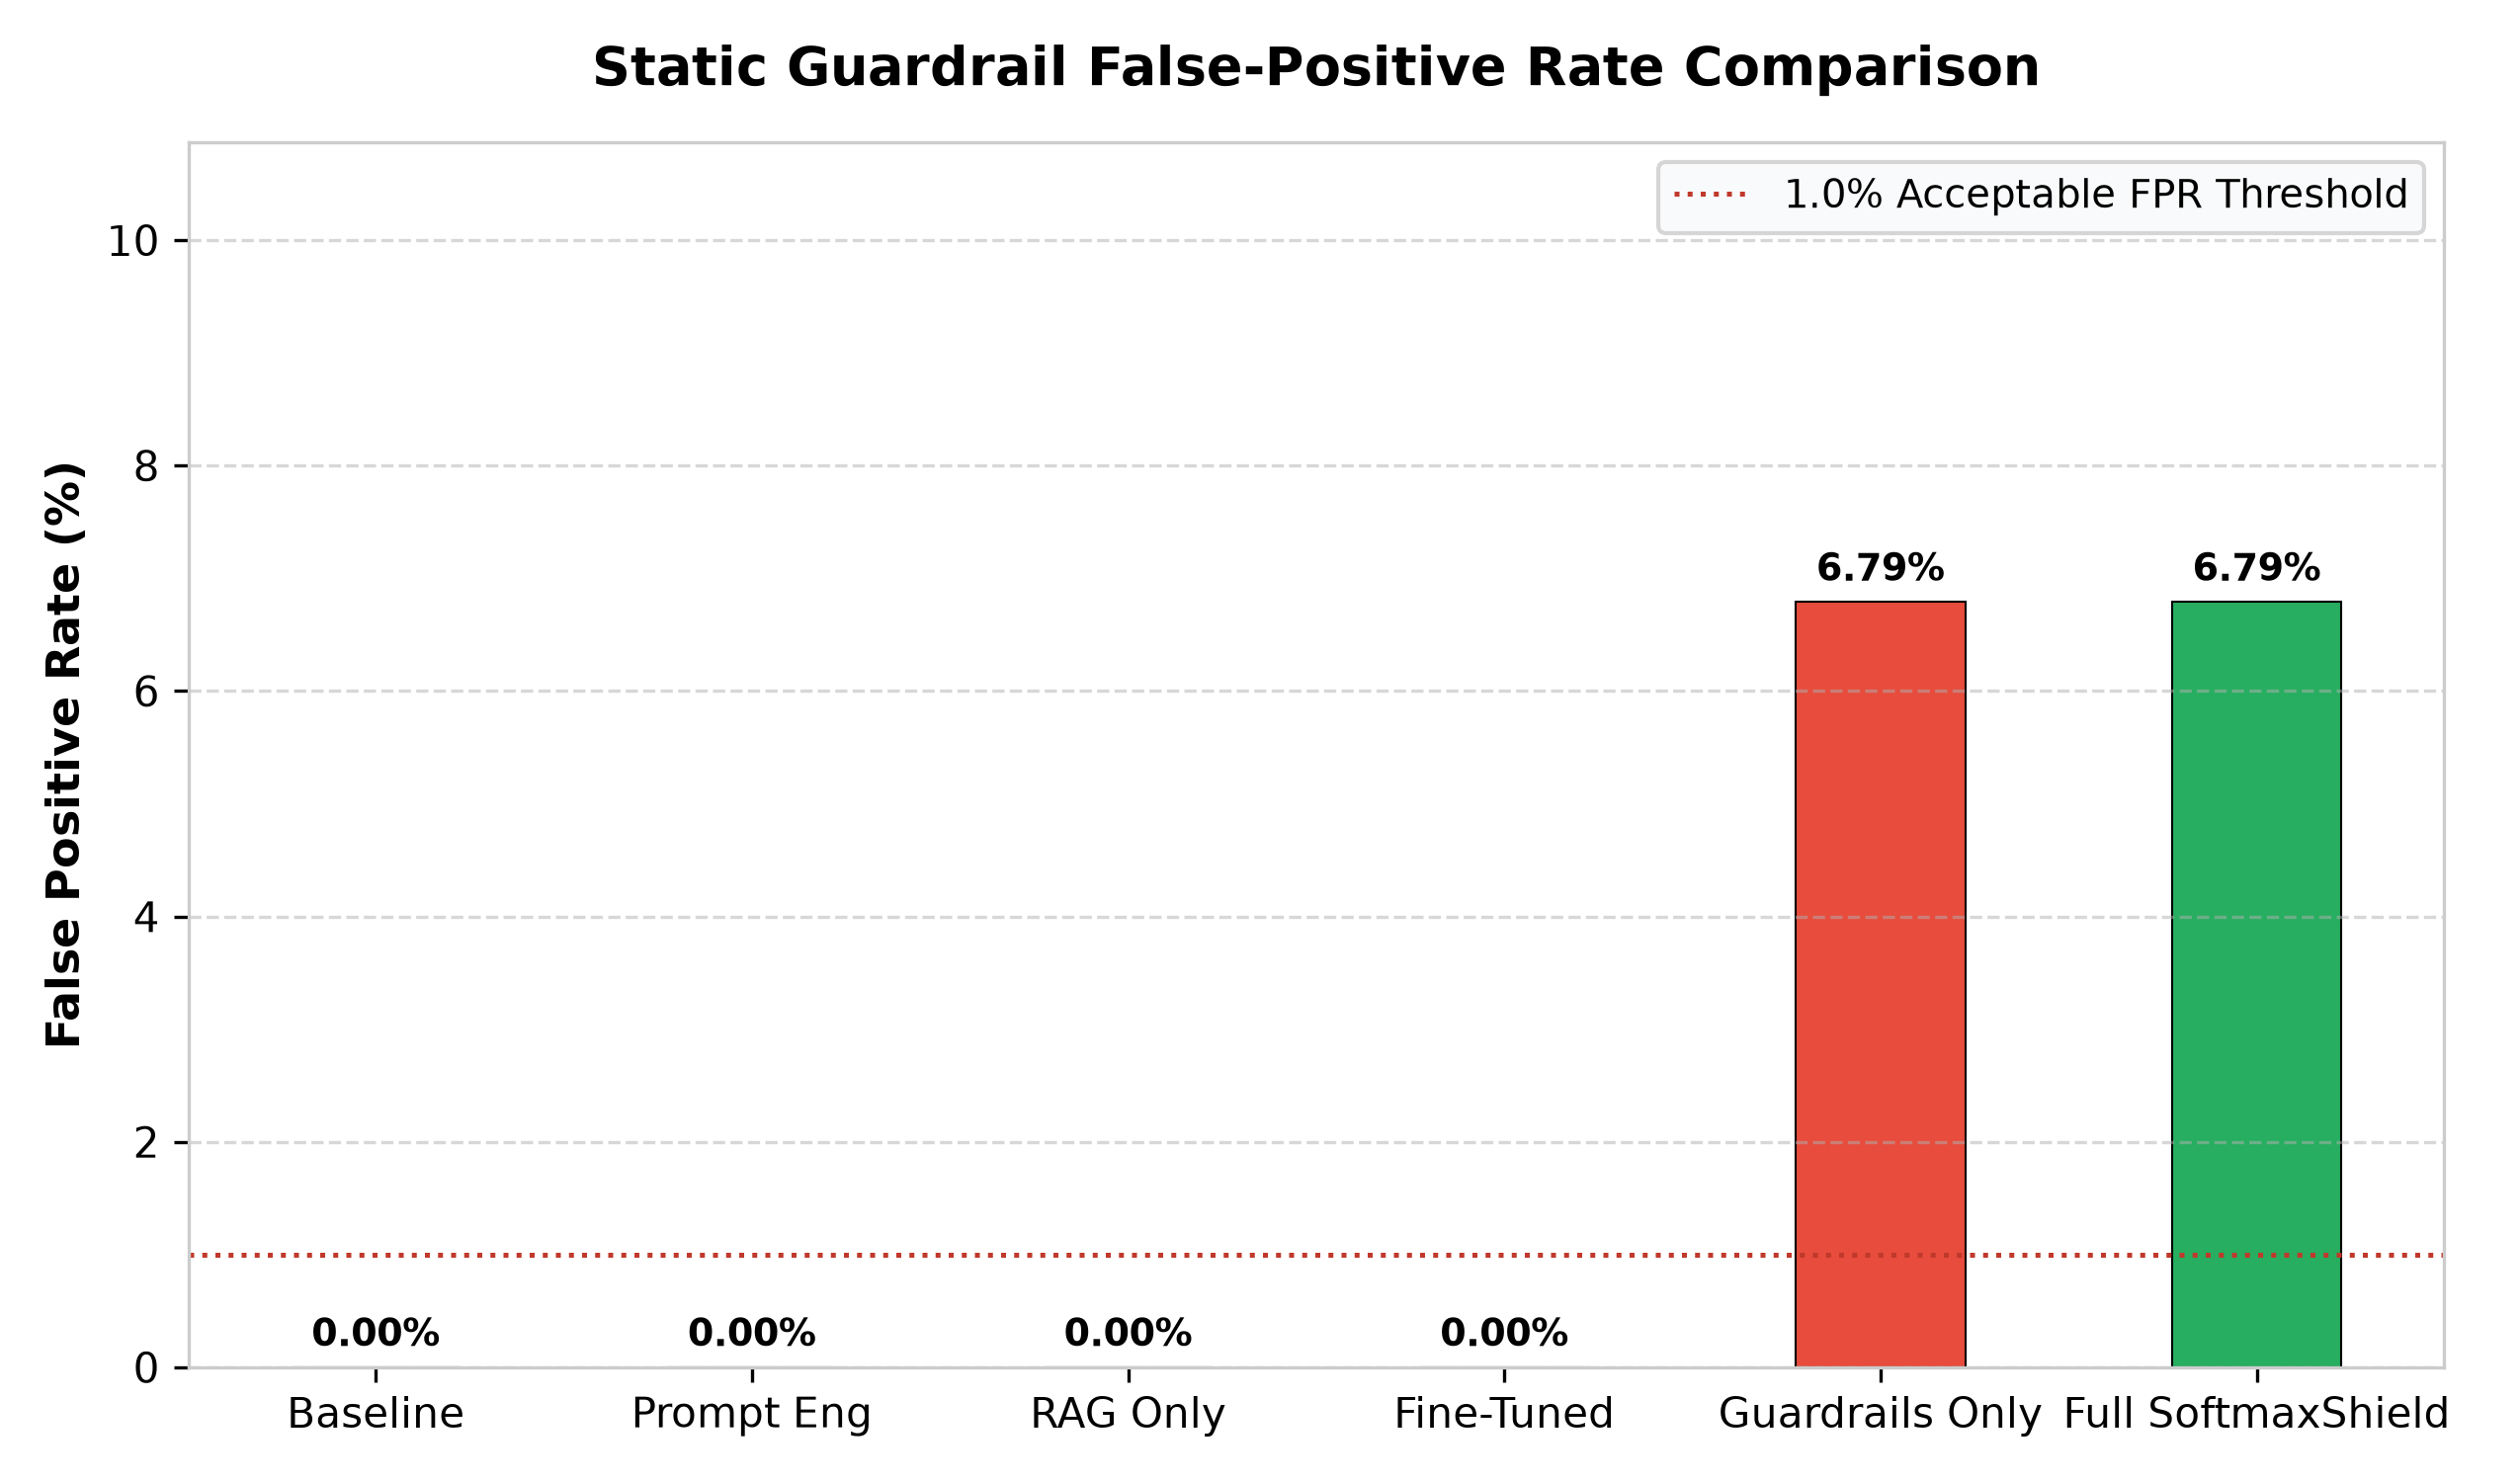 Static Guardrail False-Positive Rate Comparison
1.0% Acceptable FPR Threshold
False Positive Rate (%)
10
8
6
4
2
0
6.79%
6.79%
0.00%
0.00%
0.00%
0.00%
Baseline
Prompt Eng
RAG Only
Fine-Tuned
Guardrails Only
Full SoftmaxShield